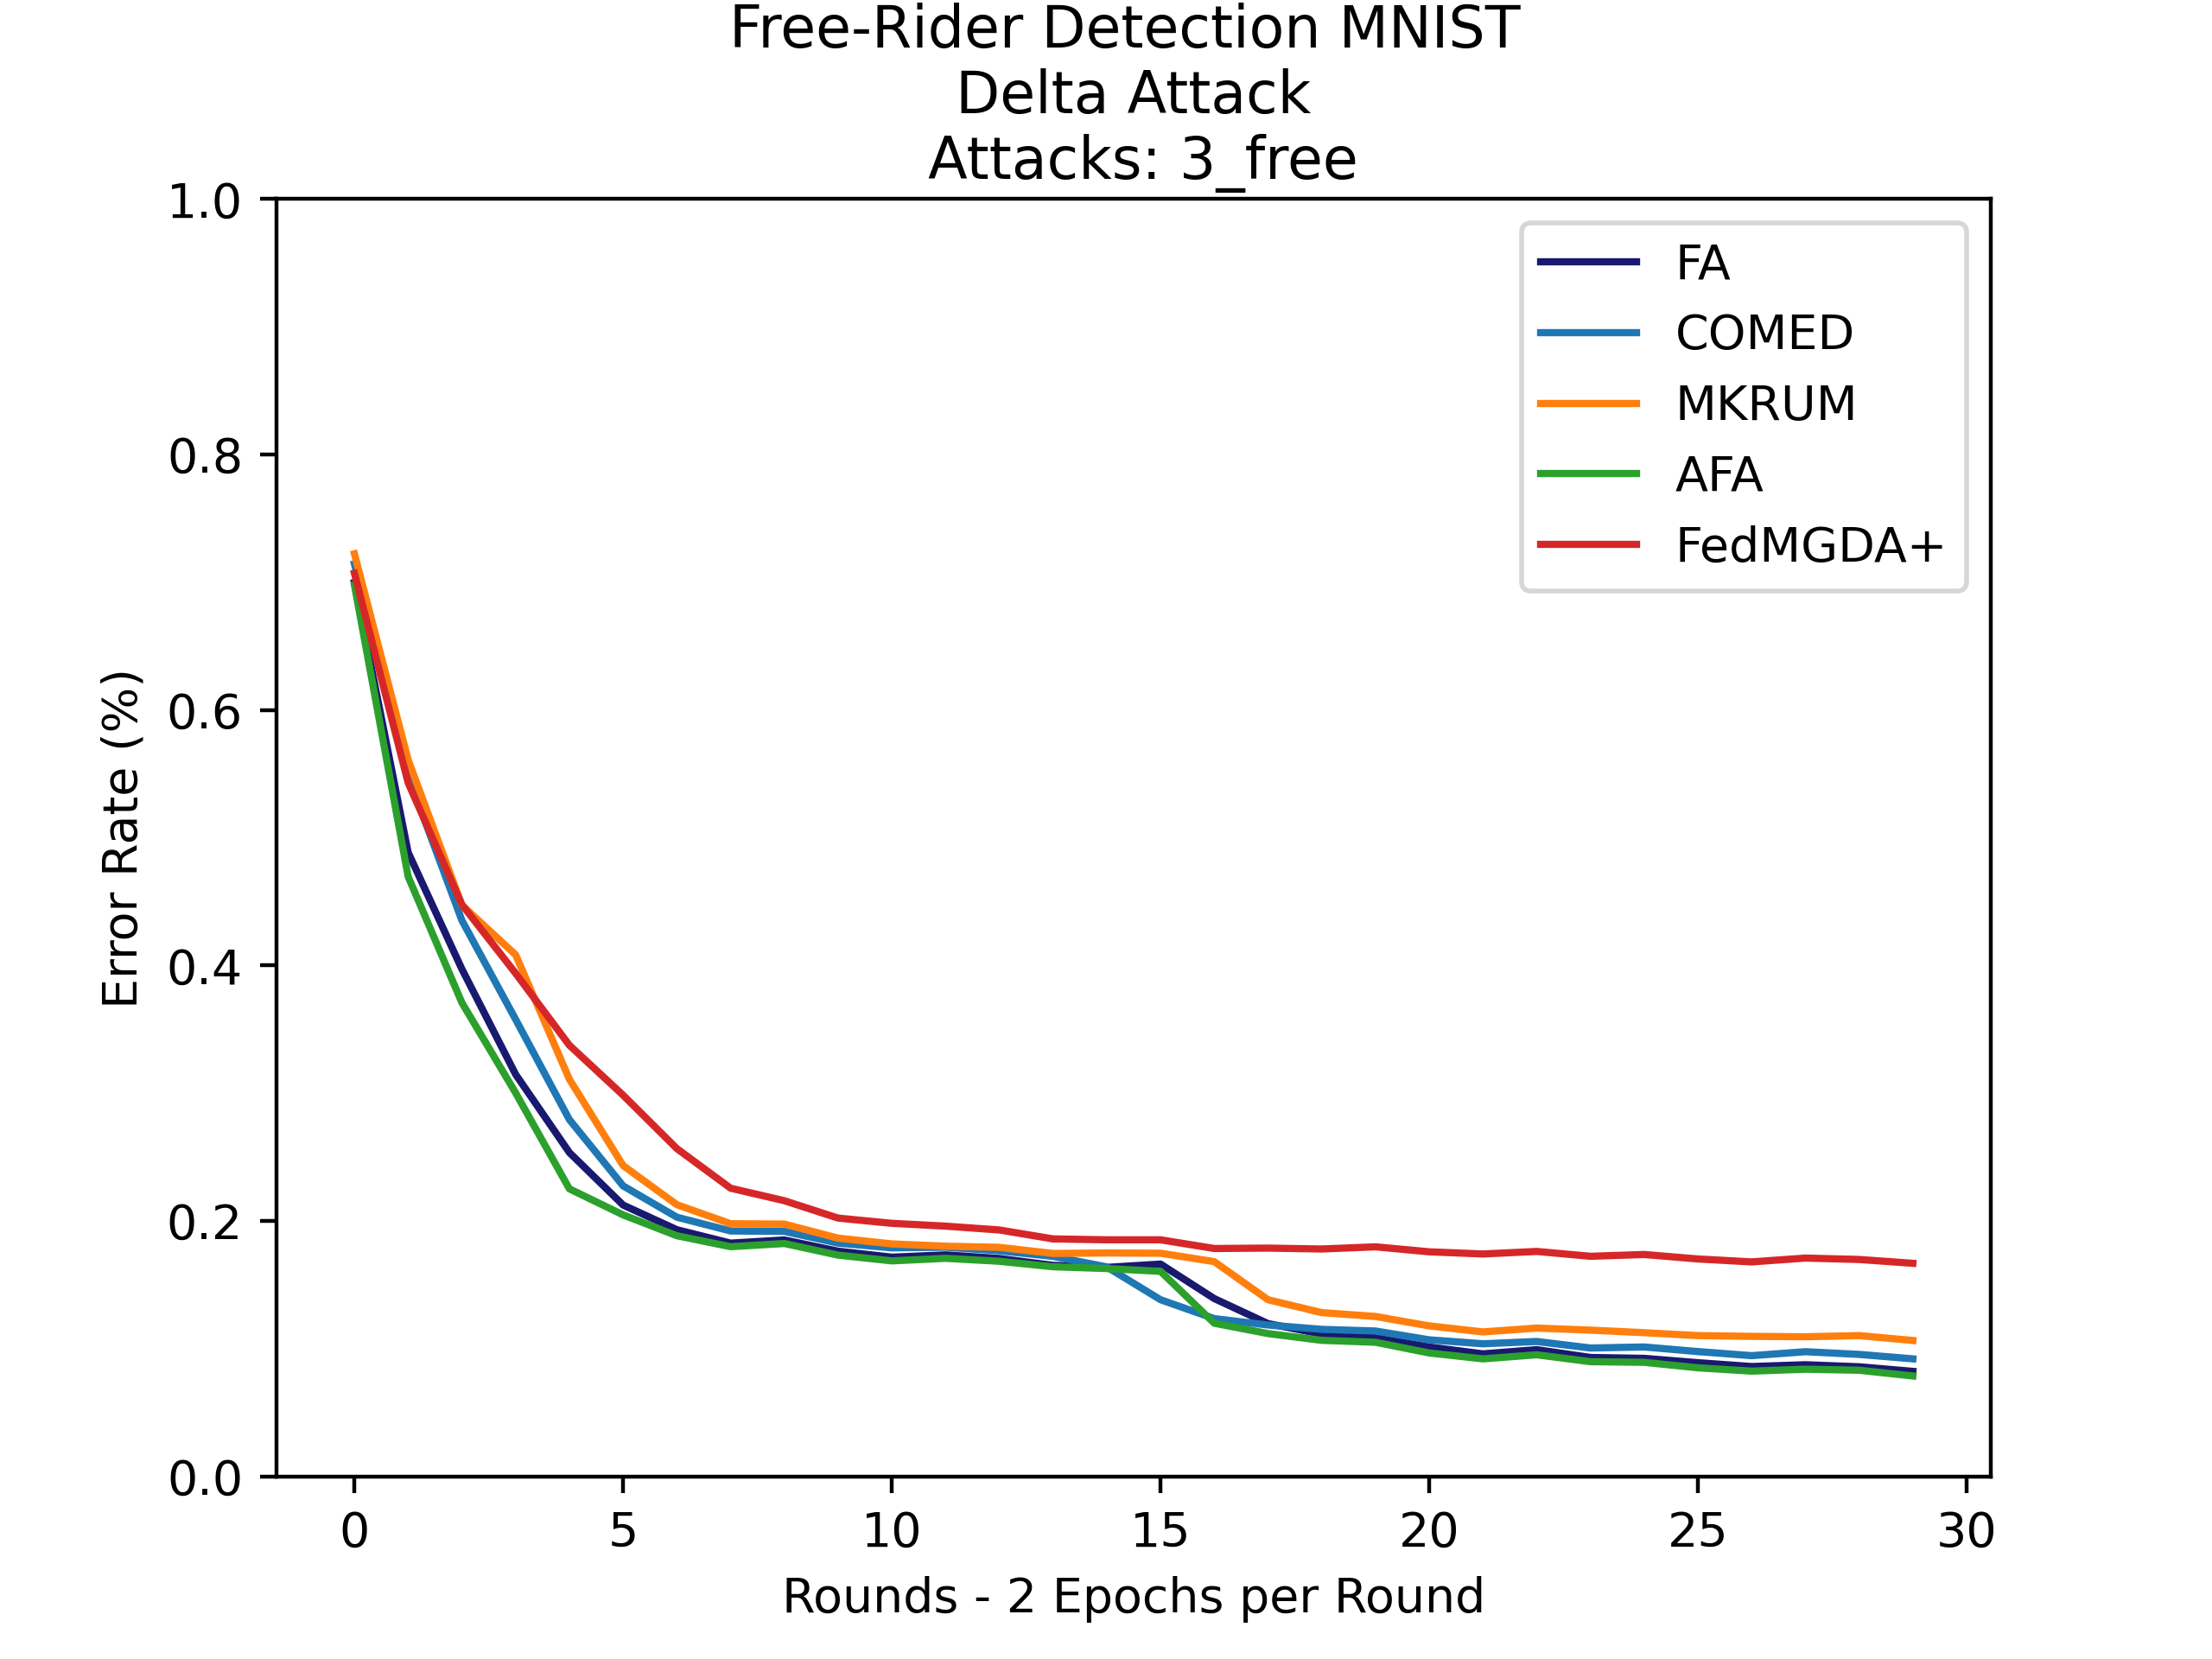 Free-Rider Detection MNIST
Delta Attack
Attacks: 3_free
1.0
0.8
0.6
0.4
0.2
0.0
Error Rate (%)
FA
COMED
MKRUM
AFA
FedMGDA+
0 5 10 15 20 25 30
Rounds - 2 Epochs per Round